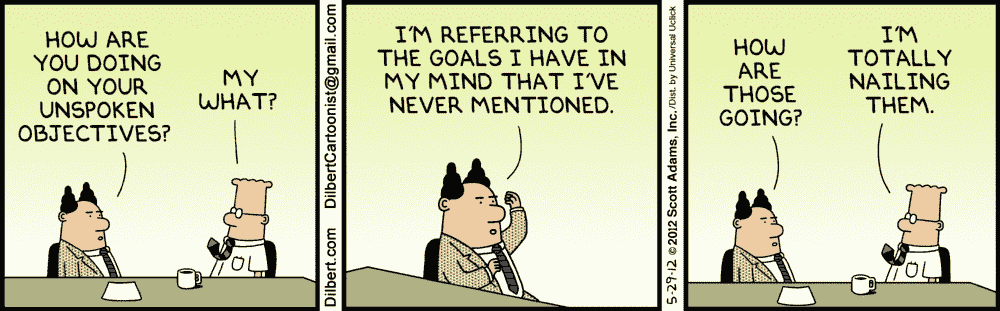 HOW ARE
YOU DOING
ON YOUR
UNSPOKEN
OBJECTIVES?
MY
WHAT?
Dilbert.com DilbertCartoonist@gmail.com
I'M REFERRING TO
THE GOALS I HAVE IN
MY MIND THAT I'VE
NEVER MENTIONED.
5-29-12 © 2012 Scott Adams, Inc. /Dist. by Universal Uclick
HOW
ARE
THOSE
GOING?
I'M
TOTALLY
NAILING
THEM.